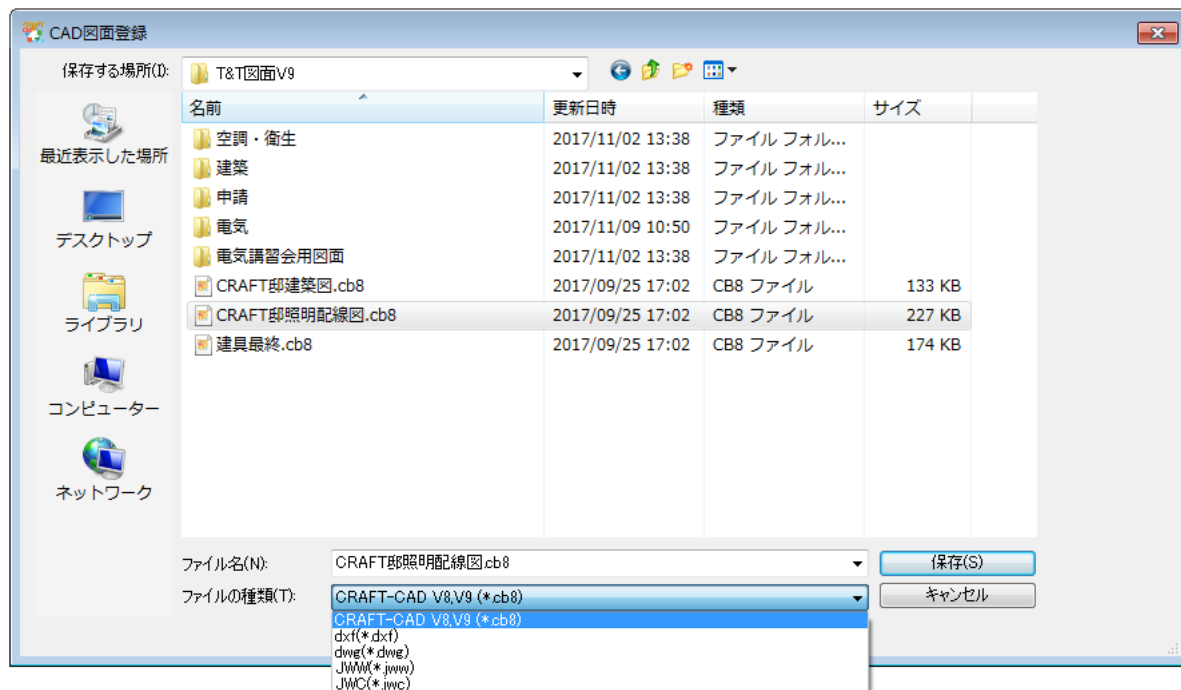 CAD図面登録
保存する場所(I): T&T図面V9
名前 更新日時 種類 サイズ
空調・衛生 2017/11/02 13:38 ファイル フォル...
建築 2017/11/02 13:38 ファイル フォル...
申請 2017/11/02 13:38 ファイル フォル...
電気 2017/11/09 10:50 ファイル フォル...
電気講習会用図面 2017/11/02 13:38 ファイル フォル...
CRAFT邸建築図.cb8 2017/09/25 17:02 CB8 ファイル 133 KB
CRAFT邸照明配線図.cb8 2017/09/25 17:02 CB8 ファイル 227 KB
建具最終.cb8 2017/09/25 17:02 CB8 ファイル 174 KB
最近表示した場所
デスクトップ
ライブラリ
コンピューター
ネットワーク
ファイル名(N): CRAFT邸照明配線図.cb8 保存(S)
ファイルの種類(T): CRAFT-CAD V8,V9 (*.cb8) キャンセル
CRAFT-CAD V8,V9 (*.cb8)
dxf(*.dxf)
dwg(*.dwg)
JWW(*.jww)
JWC(*.jwc)